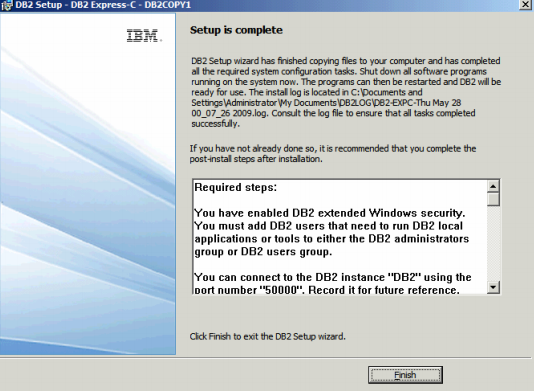 DB2 Setup - DB2 Express-C - DB2COPY1
IBM.
Setup is complete
DB2 Setup wizard has finished copying files to your computer and has completed
all the required system configuration tasks. Shut down all software programs
running on the system now. The programs can then be restarted and DB2 will be
ready for use. The install log is located in C:\Documents and
Settings\Administrator\My Documents\DB2LOG\DB2-EXPC-Thu May 28
00_07_26 2009.log. Consult the log file to ensure that all tasks completed
successfully.
If you have not already done so, it is recommended that you complete the
post-install steps after installation.
Required steps:
You have enabled DB2 extended Windows security.
You must add DB2 users that need to run DB2 local
applications or tools to either the DB2 administrators
group or DB2 users group.
You can connect to the DB2 instance "DB2" using the
port number "50000". Record it for future reference.
Click Finish to exit the DB2 Setup wizard.
Finish